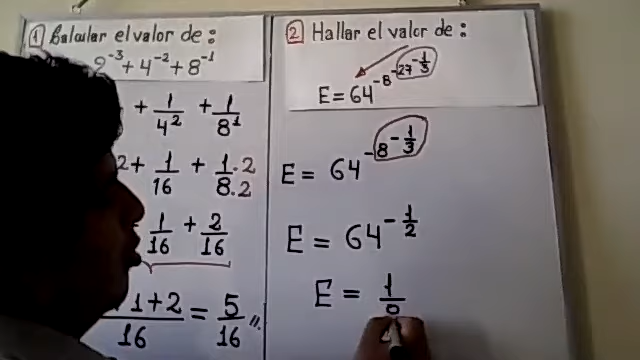 1 Calcular el valor de:
2⁻³ + 4⁻² + 8⁻¹
+ 1/4² + 1/8¹
2 + 1/16 + 1·2/8·2
1/16 + 2/16
1+2/16 = 5/16 //.
2 Hallar el valor de:
E = 64^-8^-27^-1/3
E = 64^-8^-1/3
E = 64^-1/2
E = 1/8